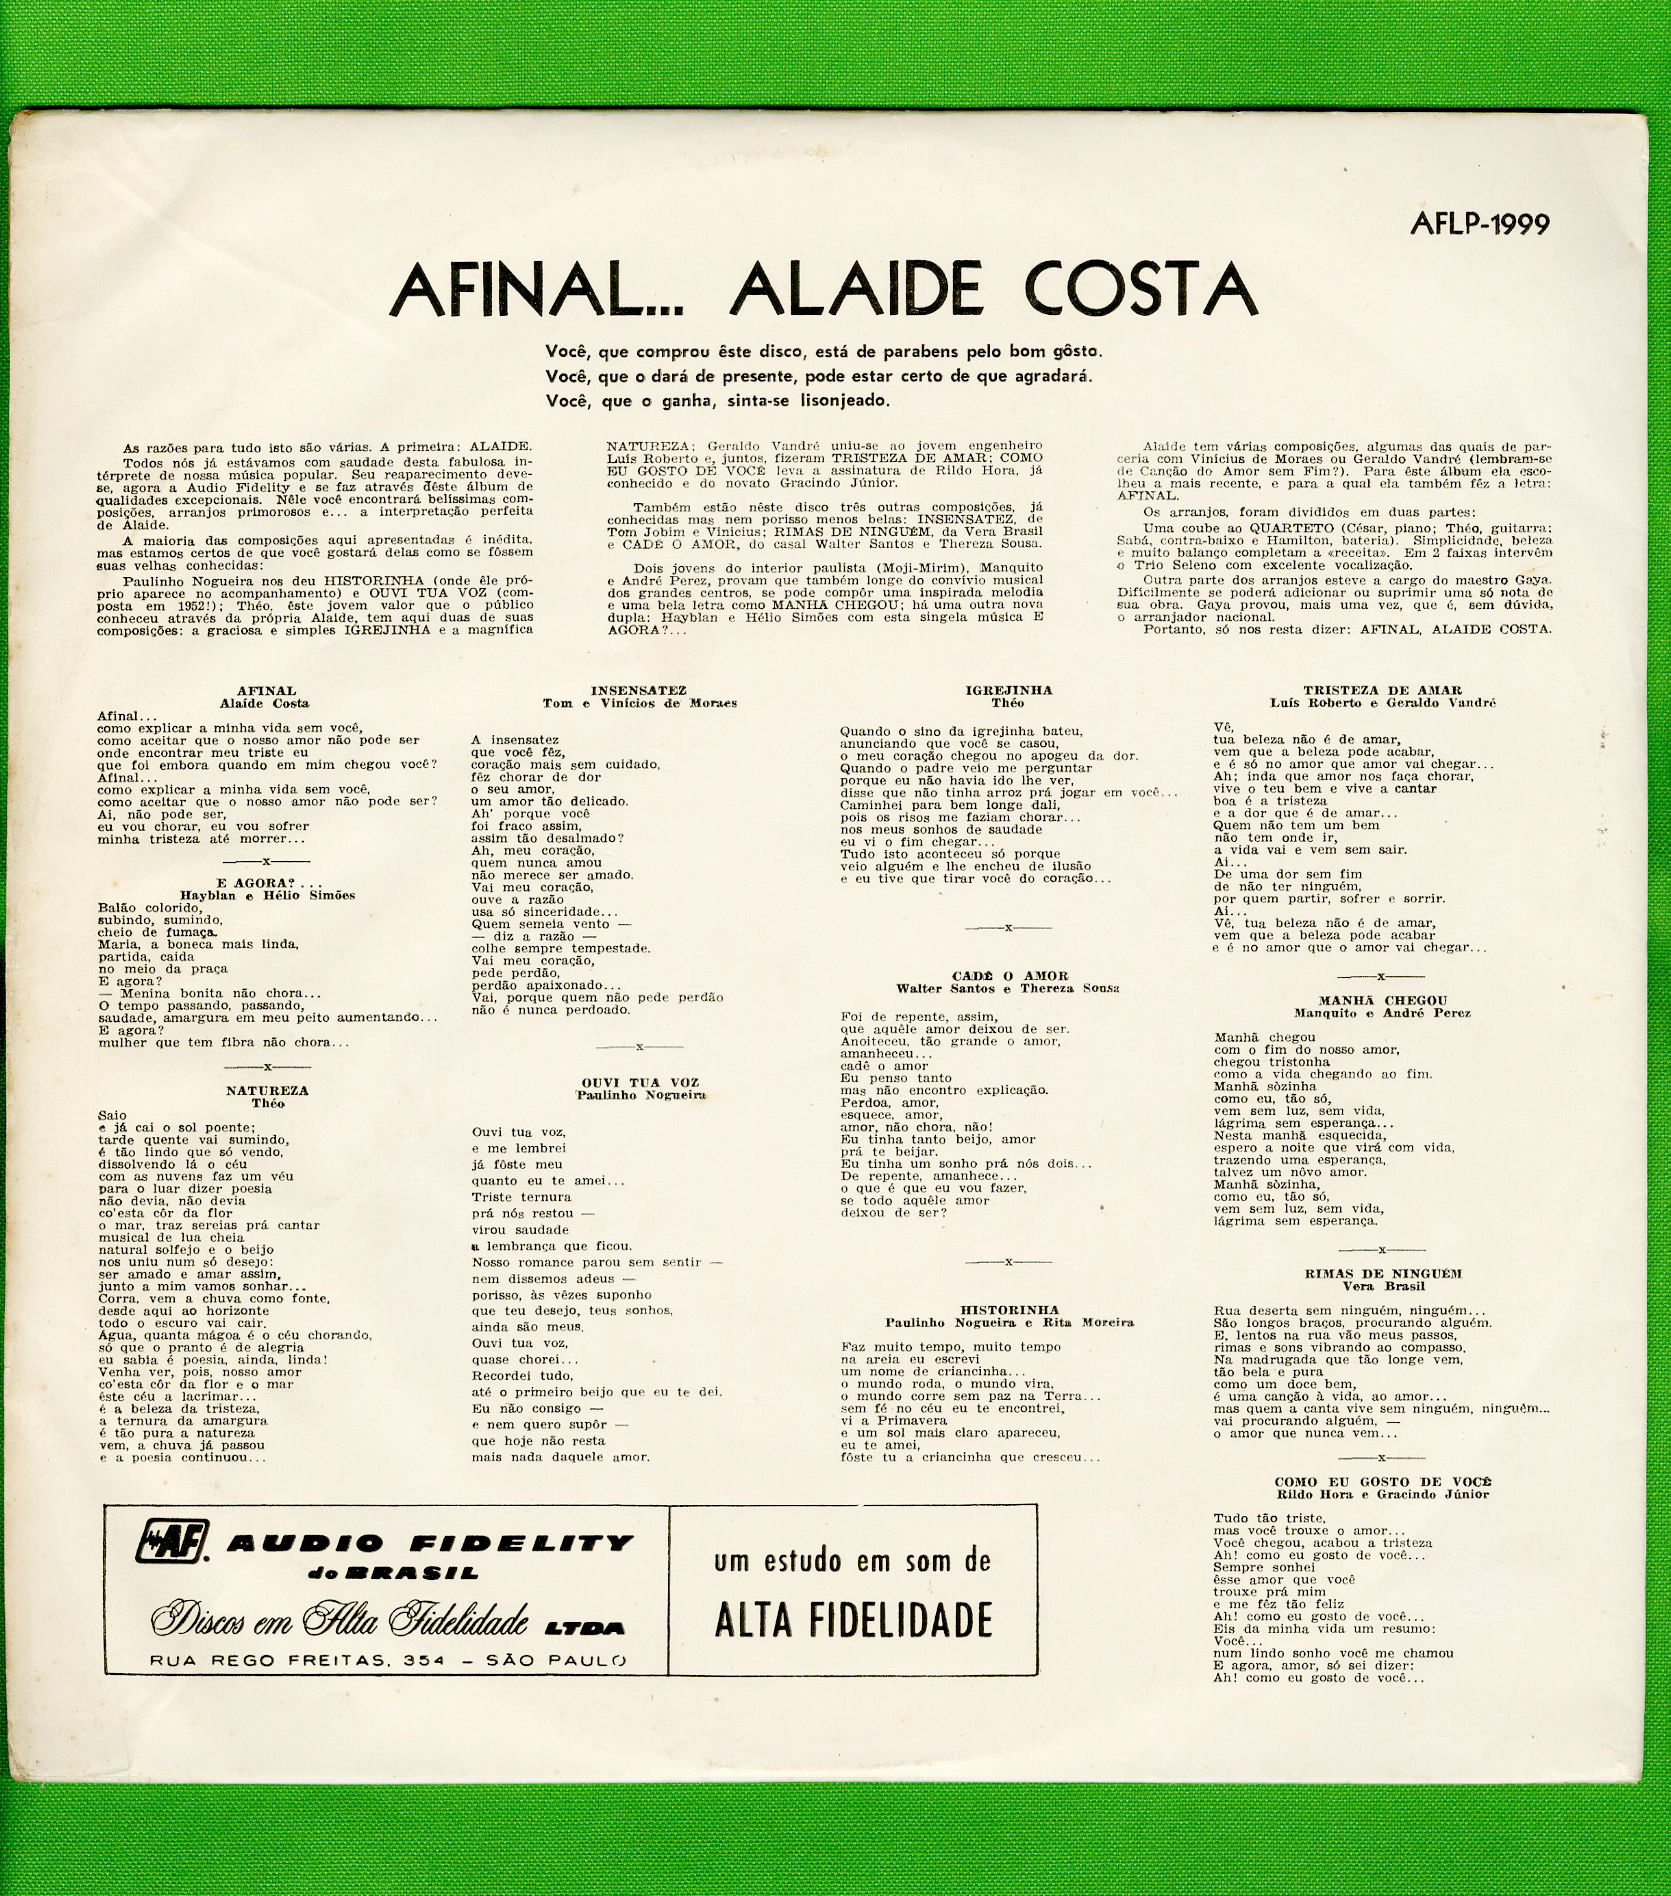 AFLP-1999
AFINAL... ALAIDE COSTA
Você, que comprou êste disco, está de parabens pelo bom gôsto.
Você, que o dará de presente, pode estar certo de que agradará.
Você, que o ganha, sinta-se lisonjeado.
As razões para tudo isto são várias. A primeira: ALAIDE.
Todos nós já estávamos com saudade desta fabulosa in-
térprete de nossa música popular. Seu reaparecimento deve-
se, agora a Audio Fidelity e se faz através dêste álbum de
qualidades excepcionais. Nêle você encontrará belíssimas com-
posições, arranjos primorosos e... a interpretação perfeita
de Alaide.
A maioria das composições aqui apresentadas é inédita,
mas estamos certos de que você gostará delas como se fôssem
suas velhas conhecidas:
Paulinho Nogueira nos deu HISTORINHA (onde êle pró-
prio aparece no acompanhamento) e OUVI TUA VOZ (com-
posta em 1952!); Théo, êste jovem valor que o público
conheceu através da própria Alaide, tem aqui duas de suas
composições: a graciosa e simples IGREJINHA e a magnífica
NATUREZA; Geraldo Vandré uniu-se ao jovem engenheiro
Luís Roberto e, juntos, fizeram TRISTEZA DE AMAR; COMO
EU GOSTO DE VOCÊ leva a assinatura de Rildo Hora, já
conhecido e do novato Gracindo Júnior.
Também estão nêste disco três outras composições, já
conhecidas mas nem porisso menos belas: INSENSATEZ, de
Tom Jobim e Vinicius; RIMAS DE NINGUÉM, da Vera Brasil
e CADÊ O AMOR, do casal Walter Santos e Thereza Sousa.
Dois jovens do interior paulista (Moji-Mirim), Manquito
e André Perez, provam que também longe do convívio musical
dos grandes centros, se pode compôr uma inspirada melodia
e uma bela letra como MANHÃ CHEGOU; há uma outra nova
dupla: Hayblan e Hélio Simões com esta singela música E
AGORA?...
Alaide tem várias composições, algumas das quais de par-
ceria com Vinícius de Moraes ou Geraldo Vandré (lembram-se
de Canção do Amor sem Fim?). Para êste álbum ela esco-
lheu a mais recente, e para a qual ela também fêz a letra:
AFINAL.
Os arranjos, foram divididos em duas partes:
Uma coube ao QUARTETO (César, piano; Théo, guitarra;
Sabá, contra-baixo e Hamilton, bateria). Simplicidade, beleza
e muito balanço completam a «receita». Em 2 faixas intervêm
o Trio Seleno com excelente vocalização.
Outra parte dos arranjos esteve a cargo do maestro Gaya.
Difícilmente se poderá adicionar ou suprimir uma só nota de
sua obra. Gaya provou, mais uma vez, que é, sem dúvida,
o arranjador nacional.
Portanto, só nos resta dizer: AFINAL, ALAIDE COSTA.
AFINAL
Alaíde Costa
Afinal...
como explicar a minha vida sem você,
como aceitar que o nosso amor não pode ser
onde encontrar meu triste eu
que foi embora quando em mim chegou você?
Afinal...
como explicar a minha vida sem você,
como aceitar que o nosso amor não pode ser?
Ai, não pode ser,
eu vou chorar, eu vou sofrer
minha tristeza até morrer...
——x——
E AGORA? ...
Hayblan e Hélio Simões
Balão colorido,
subindo, sumindo,
cheio de fumaça.
Maria, a boneca mais linda,
partida, caida
no meio da praça
E agora?
— Menina bonita não chora...
O tempo passando, passando,
saudade, amargura em meu peito aumentando...
E agora?
mulher que tem fibra não chora...
——x——
NATUREZA
Théo
Saio
e já cai o sol poente;
tarde quente vai sumindo,
é tão lindo que só vendo,
dissolvendo lá o céu
com as nuvens faz um véu
para o luar dizer poesia
não devia, não devia
co'esta côr da flor
o mar, traz sereias prá cantar
musical de lua cheia
natural solfejo e o beijo
nos uniu num só desejo:
ser amado e amar assim,
junto a mim vamos sonhar...
Corra, vem a chuva como fonte,
desde aqui ao horizonte
todo o escuro vai cair.
Água, quanta mágoa é o céu chorando,
só que o pranto é de alegria
eu sabia é poesia, ainda, linda!
Venha ver, pois, nosso amor
co'esta côr da flor e o mar
êste céu a lacrimar...
é a beleza da tristeza,
a ternura da amargura
é tão pura a natureza
vem, a chuva já passou
e a poesia continuou...
INSENSATEZ
Tom e Vinícios de Moraes
A insensatez
que você fêz,
coração mais sem cuidado,
fêz chorar de dor
o seu amor,
um amor tão delicado.
Ah' porque você
foi fraco assim,
assim tão desalmado?
Ah, meu coração,
quem nunca amou
não merece ser amado.
Vai meu coração,
ouve a razão
usa só sinceridade...
Quem semeia vento —
— diz a razão —
colhe sempre tempestade.
Vai meu coração,
pede perdão,
perdão apaixonado...
Vai, porque quem não pede perdão
não é nunca perdoado.
——x——
OUVI TUA VOZ
Paulinho Nogueira
Ouvi tua voz,
e me lembrei
já fôste meu
quanto eu te amei...
Triste ternura
prá nós restou —
virou saudade
a lembrança que ficou.
Nosso romance parou sem sentir —
nem dissemos adeus —
porisso, às vêzes suponho
que teu desejo, teus sonhos,
ainda são meus.
Ouvi tua voz,
quase chorei...
Recordei tudo,
até o primeiro beijo que eu te dei.
Eu não consigo —
e nem quero supôr —
que hoje não resta
mais nada daquele amor.
IGREJINHA
Théo
Quando o sino da igrejinha bateu,
anunciando que você se casou,
o meu coração chegou no apogeu da dor.
Quando o padre veio me perguntar
porque eu não havia ido lhe ver,
disse que não tinha arroz prá jogar em você...
Caminhei para bem longe dali,
pois os risos me faziam chorar...
nos meus sonhos de saudade
eu vi o fim chegar...
Tudo isto aconteceu só porque
veio alguém e lhe encheu de ilusão
e eu tive que tirar você do coração...
——x——
CADÊ O AMOR
Walter Santos e Thereza Sousa
Foi de repente, assim,
que aquêle amor deixou de ser.
Anoiteceu, tão grande o amor,
amanheceu...
cadê o amor
Eu penso tanto
mas não encontro explicação.
Perdoa, amor,
esquece, amor,
amor, não chora, não!
Eu tinha tanto beijo, amor
prá te beijar.
Eu tinha um sonho prá nós dois...
De repente, amanhece...
o que é que eu vou fazer,
se todo aquêle amor
deixou de ser?
——x——
HISTORINHA
Paulinho Nogueira e Rita Moreira
Faz muito tempo, muito tempo
na areia eu escrevi
um nome de criancinha...
o mundo roda, o mundo vira,
o mundo corre sem paz na Terra...
sem fé no céu eu te encontrei,
vi a Primavera
e um sol mais claro apareceu,
eu te amei,
fôste tu a criancinha que cresceu...
TRISTEZA DE AMAR
Luís Roberto e Geraldo Vandré
Vê,
tua beleza não é de amar,
vem que a beleza pode acabar,
e é só no amor que amor vai chegar...
Ah; inda que amor nos faça chorar,
vive o teu bem e vive a cantar
boa é a tristeza
e a dor que é de amar...
Quem não tem um bem
não tem onde ir,
a vida vai e vem sem sair.
Ai...
De uma dor sem fim
de não ter ninguém,
por quem partir, sofrer e sorrir.
Ai...
Vê, tua beleza não é de amar,
vem que a beleza pode acabar
e é no amor que o amor vai chegar...
——x——
MANHÃ CHEGOU
Manquito e André Perez
Manhã chegou
com o fim do nosso amor,
chegou tristonha
como a vida chegando ao fim.
Manhã sòzinha
como eu, tão só,
vem sem luz, sem vida,
lágrima sem esperança...
Nesta manhã esquecida,
espero a noite que virá com vida,
trazendo uma esperança,
talvez um nôvo amor.
Manhã sòzinha,
como eu, tão só,
vem sem luz, sem vida,
lágrima sem esperança.
——x——
RIMAS DE NINGUÉM
Vera Brasil
Rua deserta sem ninguém, ninguém...
São longos braços, procurando alguém.
E, lentos na rua vão meus passos,
rimas e sons vibrando ao compasso.
Na madrugada que tão longe vem,
tão bela e pura
como um doce bem,
é uma canção à vida, ao amor...
mas quem a canta vive sem ninguém, ninguém...
vai procurando alguém, —
o amor que nunca vem...
——x——
COMO EU GOSTO DE VOCÊ
Rildo Hora e Gracindo Júnior
Tudo tão triste,
mas você trouxe o amor...
Você chegou, acabou a tristeza
Ah! como eu gosto de você...
Sempre sonhei
êsse amor que você
trouxe prá mim
e me fêz tão feliz
Ah! como eu gosto de você...
Eis da minha vida um resumo:
Você...
num lindo sonho você me chamou
E agora, amor, só sei dizer:
Ah! como eu gosto de você...
AF. AUDIO FIDELITY
do BRASIL
Discos em Alta Fidelidade LTDA
RUA REGO FREITAS, 354 – SÃO PAULO
um estudo em som de
ALTA FIDELIDADE